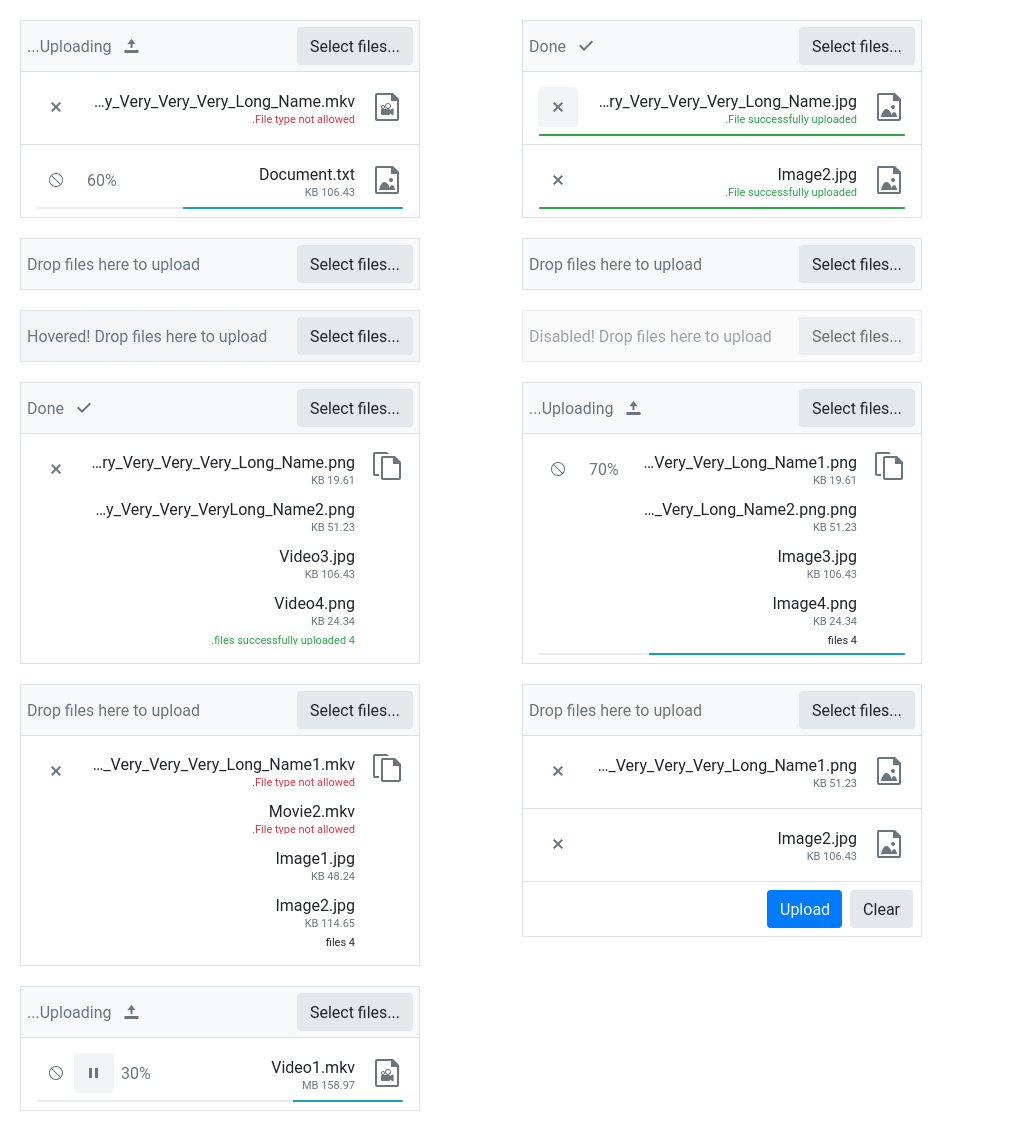 ...Uploading
Select files...
...y_Very_Very_Very_Long_Name.mkv
.File type not allowed
60%
Document.txt
KB 106.43
Done
Select files...
...ry_Very_Very_Very_Long_Name.jpg
.File successfully uploaded
Image2.jpg
.File successfully uploaded
Drop files here to upload
Select files...
Drop files here to upload
Select files...
Hovered! Drop files here to upload
Select files...
Disabled! Drop files here to upload
Select files...
Done
Select files...
...ry_Very_Very_Very_Long_Name.png
KB 19.61
...y_Very_Very_VeryLong_Name2.png
KB 51.23
Video3.jpg
KB 106.43
Video4.png
KB 24.34
.files successfully uploaded 4
...Uploading
Select files...
70%
...Very_Very_Long_Name1.png
KB 19.61
..._Very_Long_Name2.png.png
KB 51.23
Image3.jpg
KB 106.43
Image4.png
KB 24.34
files 4
Drop files here to upload
Select files...
..._Very_Very_Very_Long_Name1.mkv
.File type not allowed
Movie2.mkv
.File type not allowed
Image1.jpg
KB 48.24
Image2.jpg
KB 114.65
files 4
Drop files here to upload
Select files...
..._Very_Very_Very_Long_Name1.png
KB 51.23
Image2.jpg
KB 106.43
Upload
Clear
...Uploading
Select files...
30%
Video1.mkv
MB 158.97